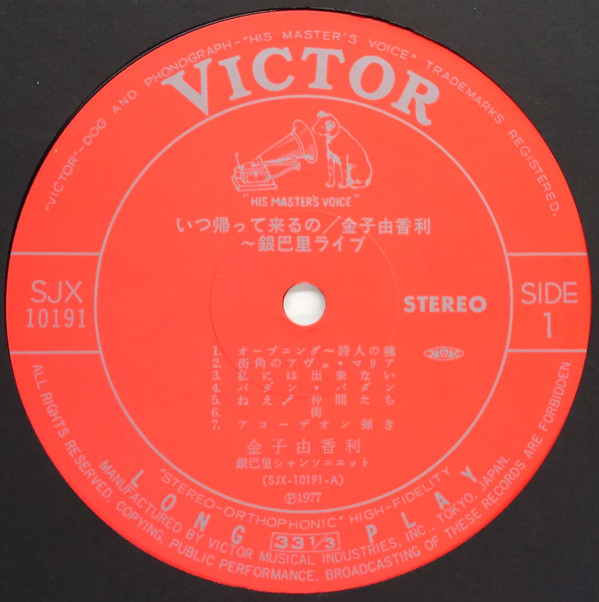 "VICTOR"-DOG AND PHONOGRAPH-"HIS MASTER'S VOICE" TRADEMARKS REGISTERED.
VICTOR
"HIS MASTER'S VOICE"
いつ帰って来るの/金子由香利
~銀巴里ライブ
SJX
10191
STEREO
SIDE
1
1. オープニング~詩人の魂
2. 街角のアヴェ・マリア
3. 私には出来ない
4. パダン・パダン
5. ねえ!仲間たち
6. 街
7. アコーデオン弾き
金子由香利
銀巴里シャンソニエット
(SJX-10191-A)
Ⓟ1977
"STEREO-ORTHOPHONIC" HIGH-FIDELITY
LONG 33 1/3 PLAY
MANUFACTURED BY VICTOR MUSICAL INDUSTRIES, INC., TOKYO, JAPAN
ALL RIGHTS RESERVED. COPYING, PUBLIC PERFORMANCE, BROADCASTING OF THESE RECORDS ARE FORBIDDEN.